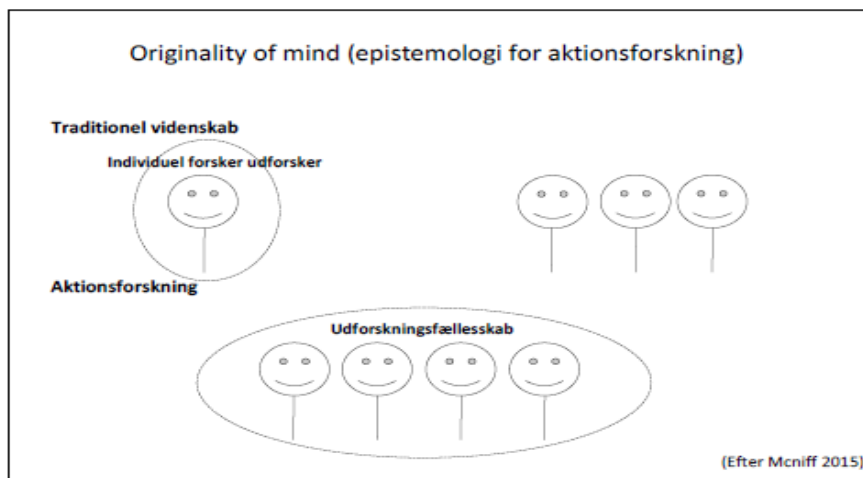 Originality of mind (epistemologi for aktionsforskning)
Traditionel videnskab
Individuel forsker udforsker
Aktionsforskning
Udforskningsfællesskab
(Efter Mcniff 2015)